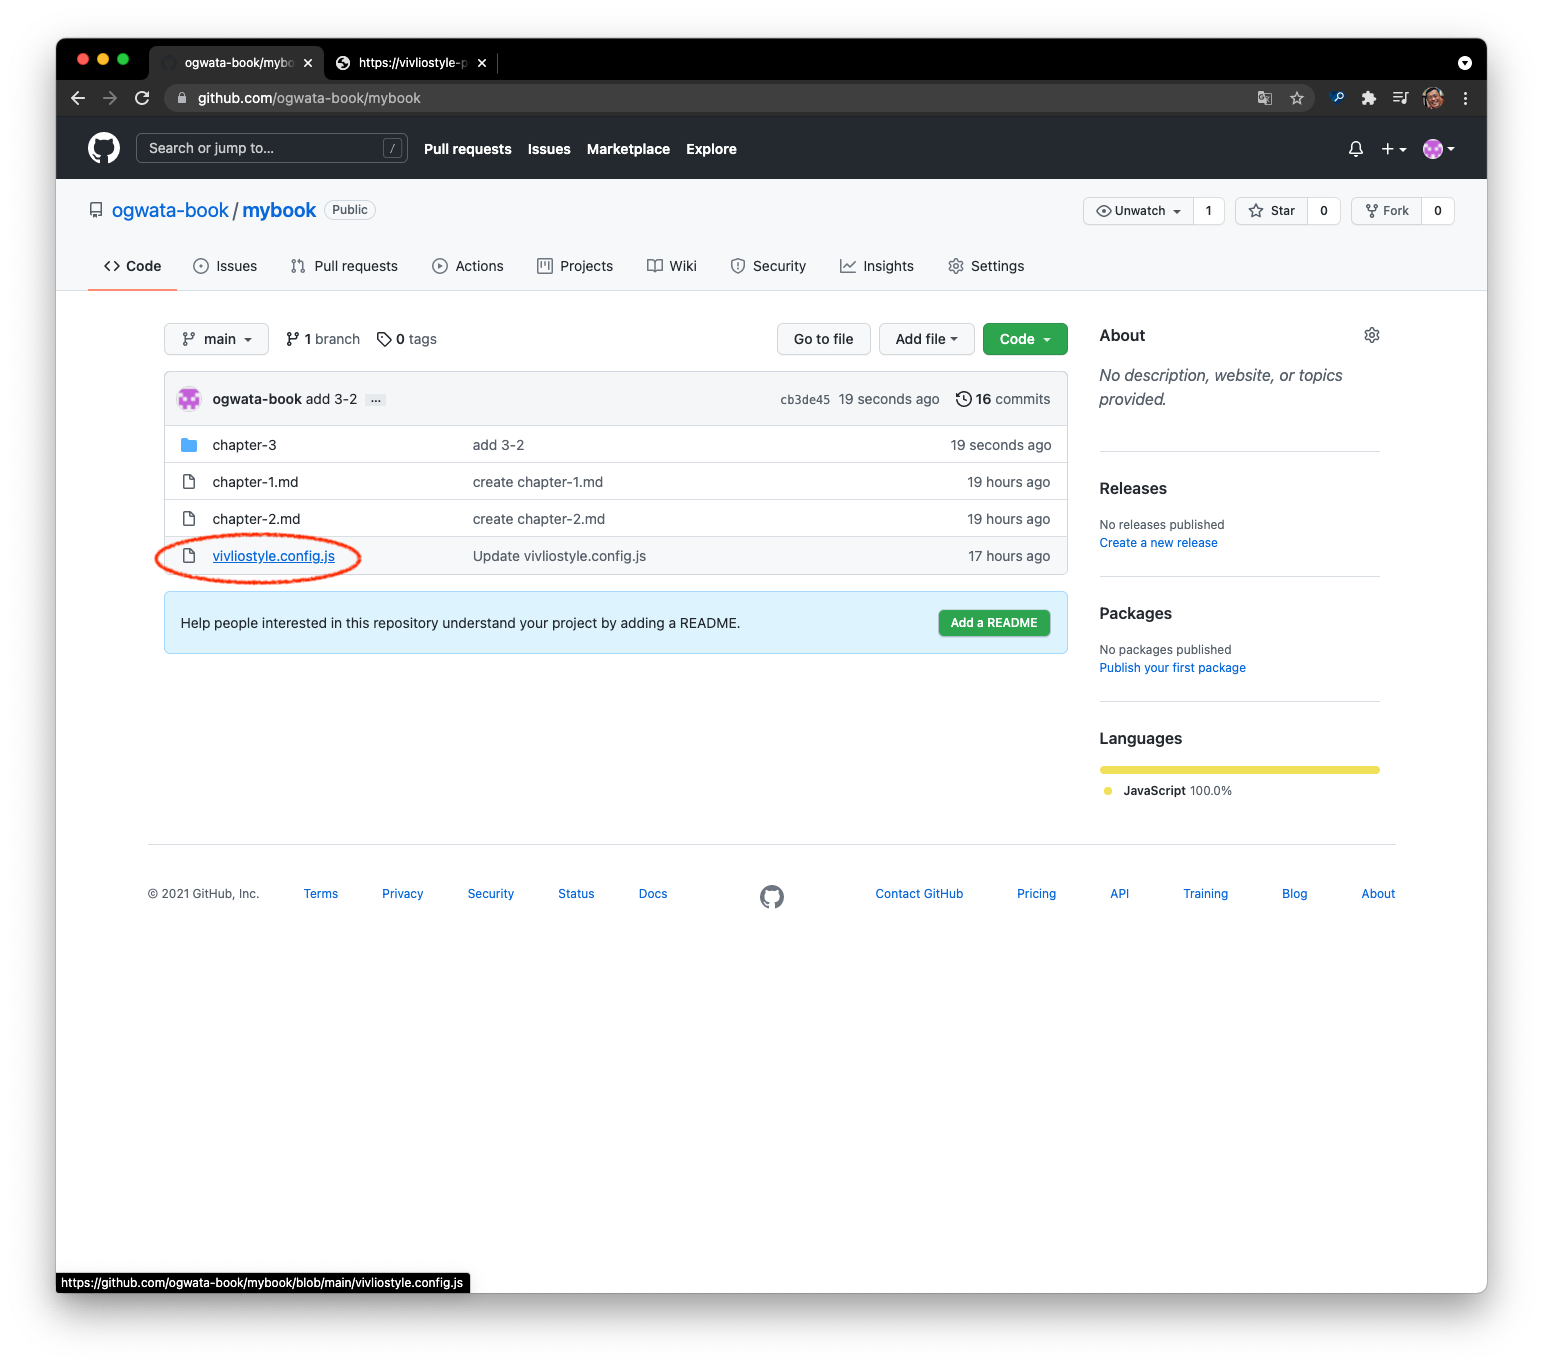 ogwata-book/mybo
https://vivliostyle-p
github.com/ogwata-book/mybook
Search or jump to... /
Pull requests Issues Marketplace Explore
ogwata-book / mybook Public
Unwatch 1 Star 0 Fork 0
Code Issues Pull requests Actions Projects Wiki Security Insights Settings
main 1 branch 0 tags Go to file Add file Code
ogwata-book add 3-2 ... cb3de45 19 seconds ago 16 commits
chapter-3 add 3-2 19 seconds ago
chapter-1.md create chapter-1.md 19 hours ago
chapter-2.md create chapter-2.md 19 hours ago
vivliostyle.config.js Update vivliostyle.config.js 17 hours ago
Help people interested in this repository understand your project by adding a README. Add a README
About
No description, website, or topics
provided.
Releases
No releases published
Create a new release
Packages
No packages published
Publish your first package
Languages
JavaScript 100.0%
© 2021 GitHub, Inc. Terms Privacy Security Status Docs Contact GitHub Pricing API Training Blog About
https://github.com/ogwata-book/mybook/blob/main/vivliostyle.config.js